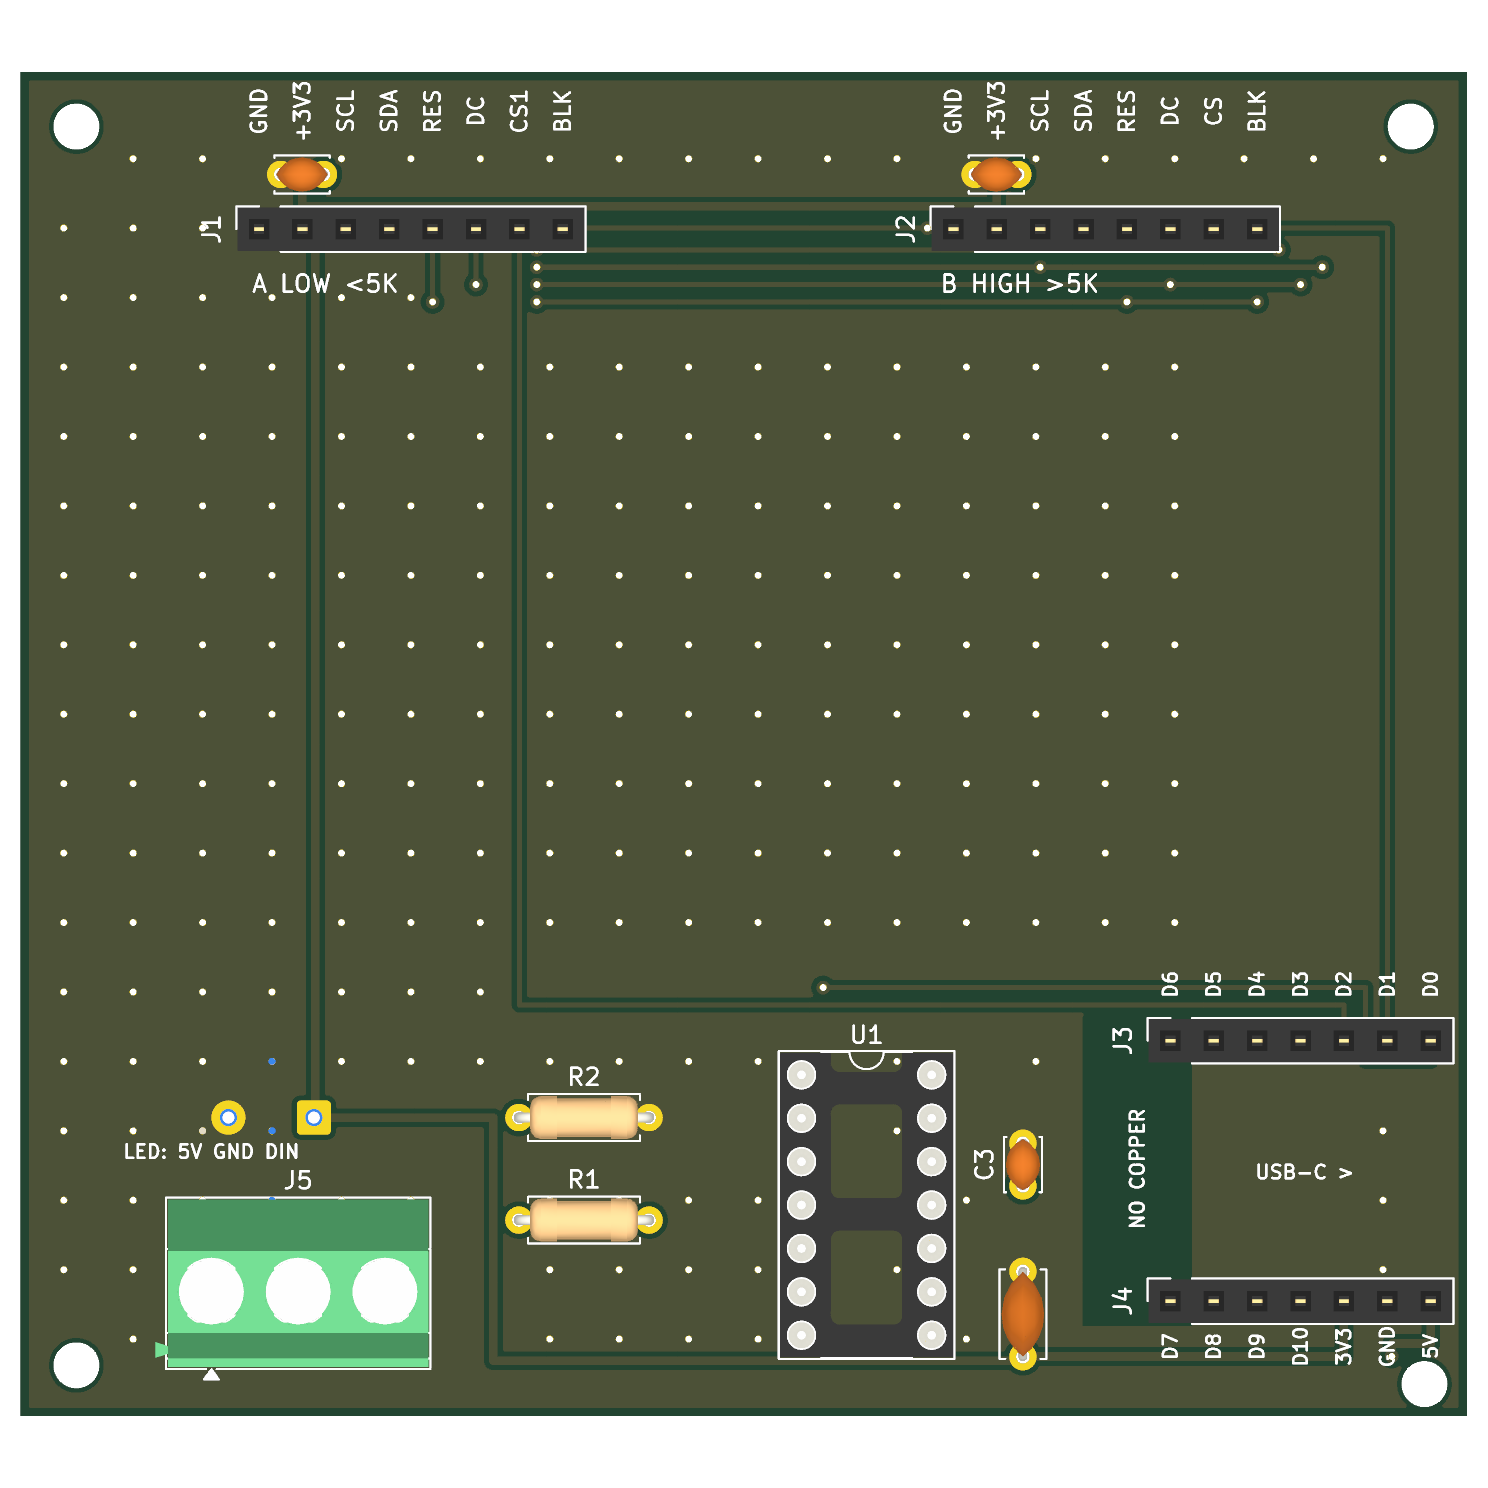 GND +3V3 SCL SDA RES DC CS1 BLK
GND +3V3 SCL SDA RES DC CS BLK
J1
J2
A LOW <5K
B HIGH >5K
D6 D5 D4 D3 D2 D1 D0
J3
U1
R2
NO COPPER
LED: 5V GND DIN
J5
R1
C3
USB-C >
J4
D7 D8 D9 D10 3V3 GND 5V